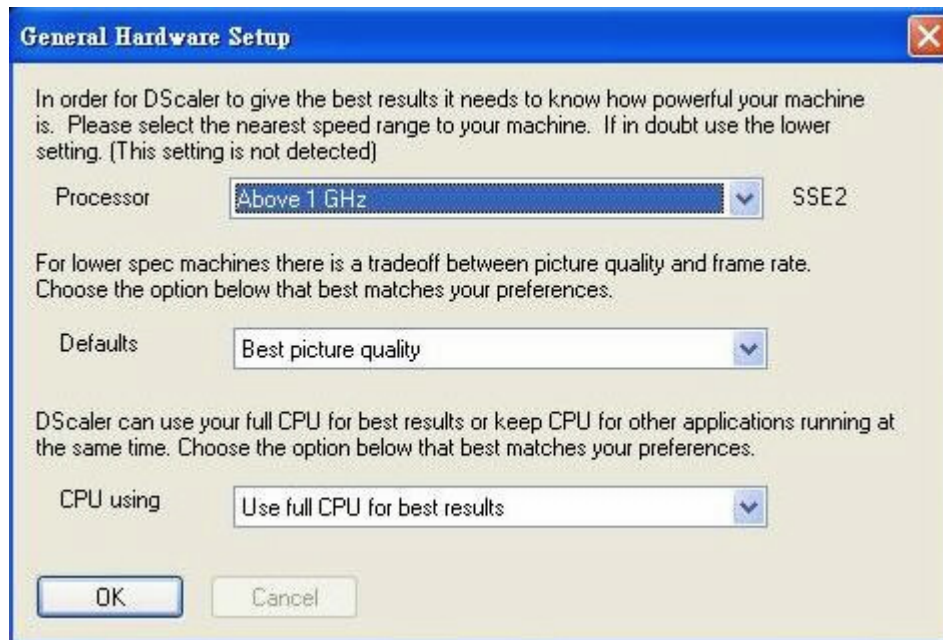 General Hardware Setup
In order for DScaler to give the best results it needs to know how powerful your machine
is. Please select the nearest speed range to your machine. If in doubt use the lower
setting. (This setting is not detected)
Processor Above 1 GHz SSE2
For lower spec machines there is a tradeoff between picture quality and frame rate.
Choose the option below that best matches your preferences.
Defaults Best picture quality
DScaler can use your full CPU for best results or keep CPU for other applications running at
the same time. Choose the option below that best matches your preferences.
CPU using Use full CPU for best results
OK Cancel